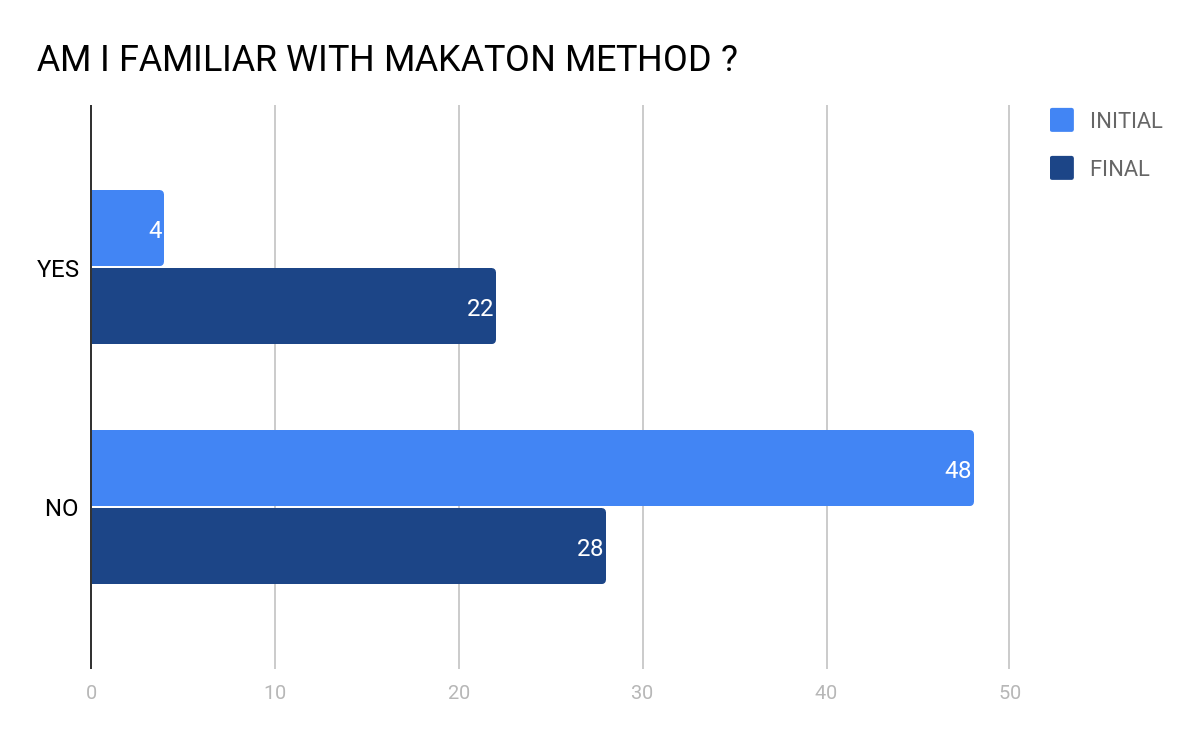 AM I FAMILIAR WITH MAKATON METHOD ?
INITIAL
FINAL
YES
4
22
NO
48
28
0 10 20 30 40 50